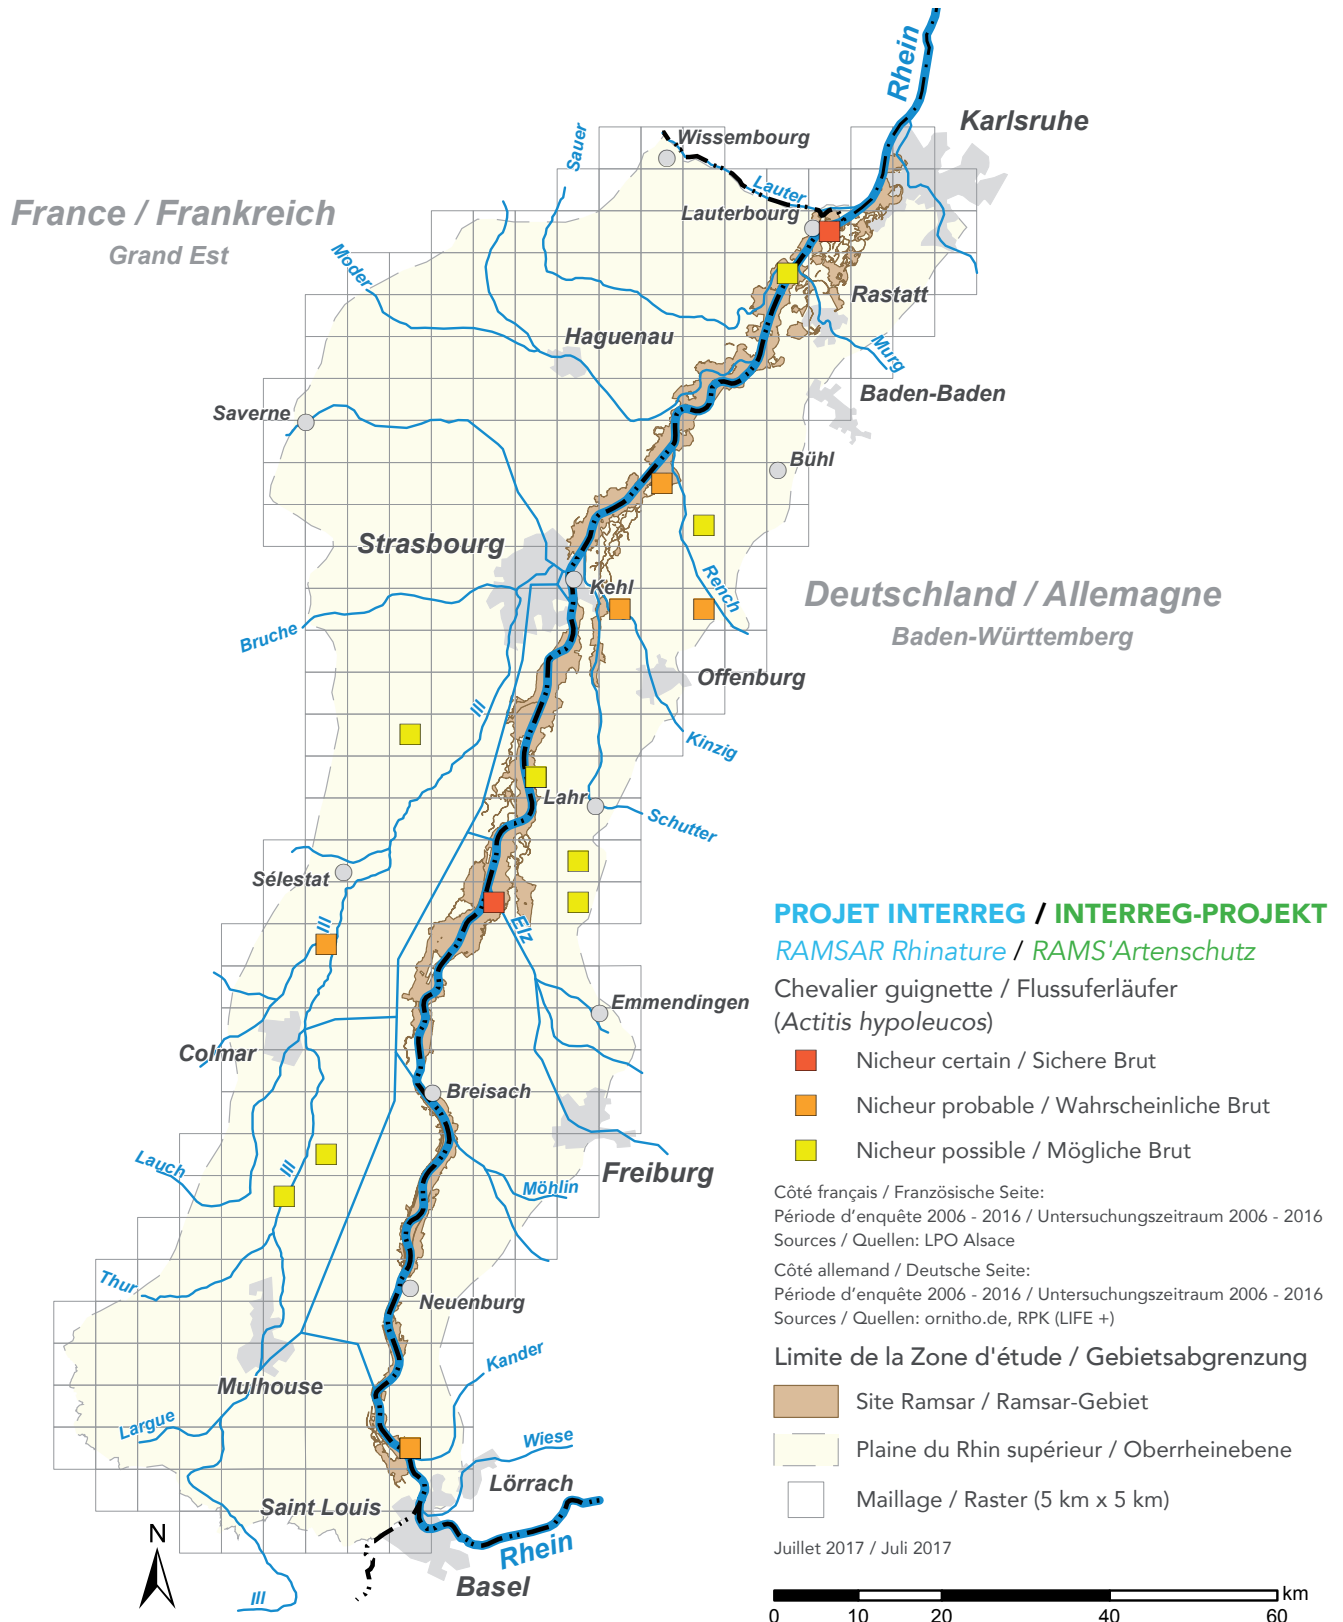 Rhein
Karlsruhe
Wissembourg
Sauer
Lauter
Lauterbourg
France / Frankreich
Grand Est
Moder
Rastatt
Haguenau
Murg
Baden-Baden
Saverne
Bühl
Strasbourg
Kehl
Rench
Deutschland / Allemagne
Baden-Württemberg
Bruche
Offenburg
Ill
Kinzig
Lahr
Schutter
Sélestat
Ill
Elz
Emmendingen
Colmar
Breisach
Freiburg
Lauch
Ill
Möhlin
Thur
Neuenburg
Kander
Mulhouse
Largue
Wiese
Lörrach
Saint Louis
Rhein
Basel
Ill
N
PROJET INTERREG / INTERREG-PROJEKT
RAMSAR Rhinature / RAMS'Artenschutz
Chevalier guignette / Flussuferläufer
(Actitis hypoleucos)
Nicheur certain / Sichere Brut
Nicheur probable / Wahrscheinliche Brut
Nicheur possible / Mögliche Brut
Côté français / Französische Seite:
Période d'enquête 2006 - 2016 / Untersuchungszeitraum 2006 - 2016
Sources / Quellen: LPO Alsace
Côté allemand / Deutsche Seite:
Période d'enquête 2006 - 2016 / Untersuchungszeitraum 2006 - 2016
Sources / Quellen: ornitho.de, RPK (LIFE +)
Limite de la Zone d'étude / Gebietsabgrenzung
Site Ramsar / Ramsar-Gebiet
Plaine du Rhin supérieur / Oberrheinebene
Maillage / Raster (5 km x 5 km)
Juillet 2017 / Juli 2017
km
0 10 20 40 60